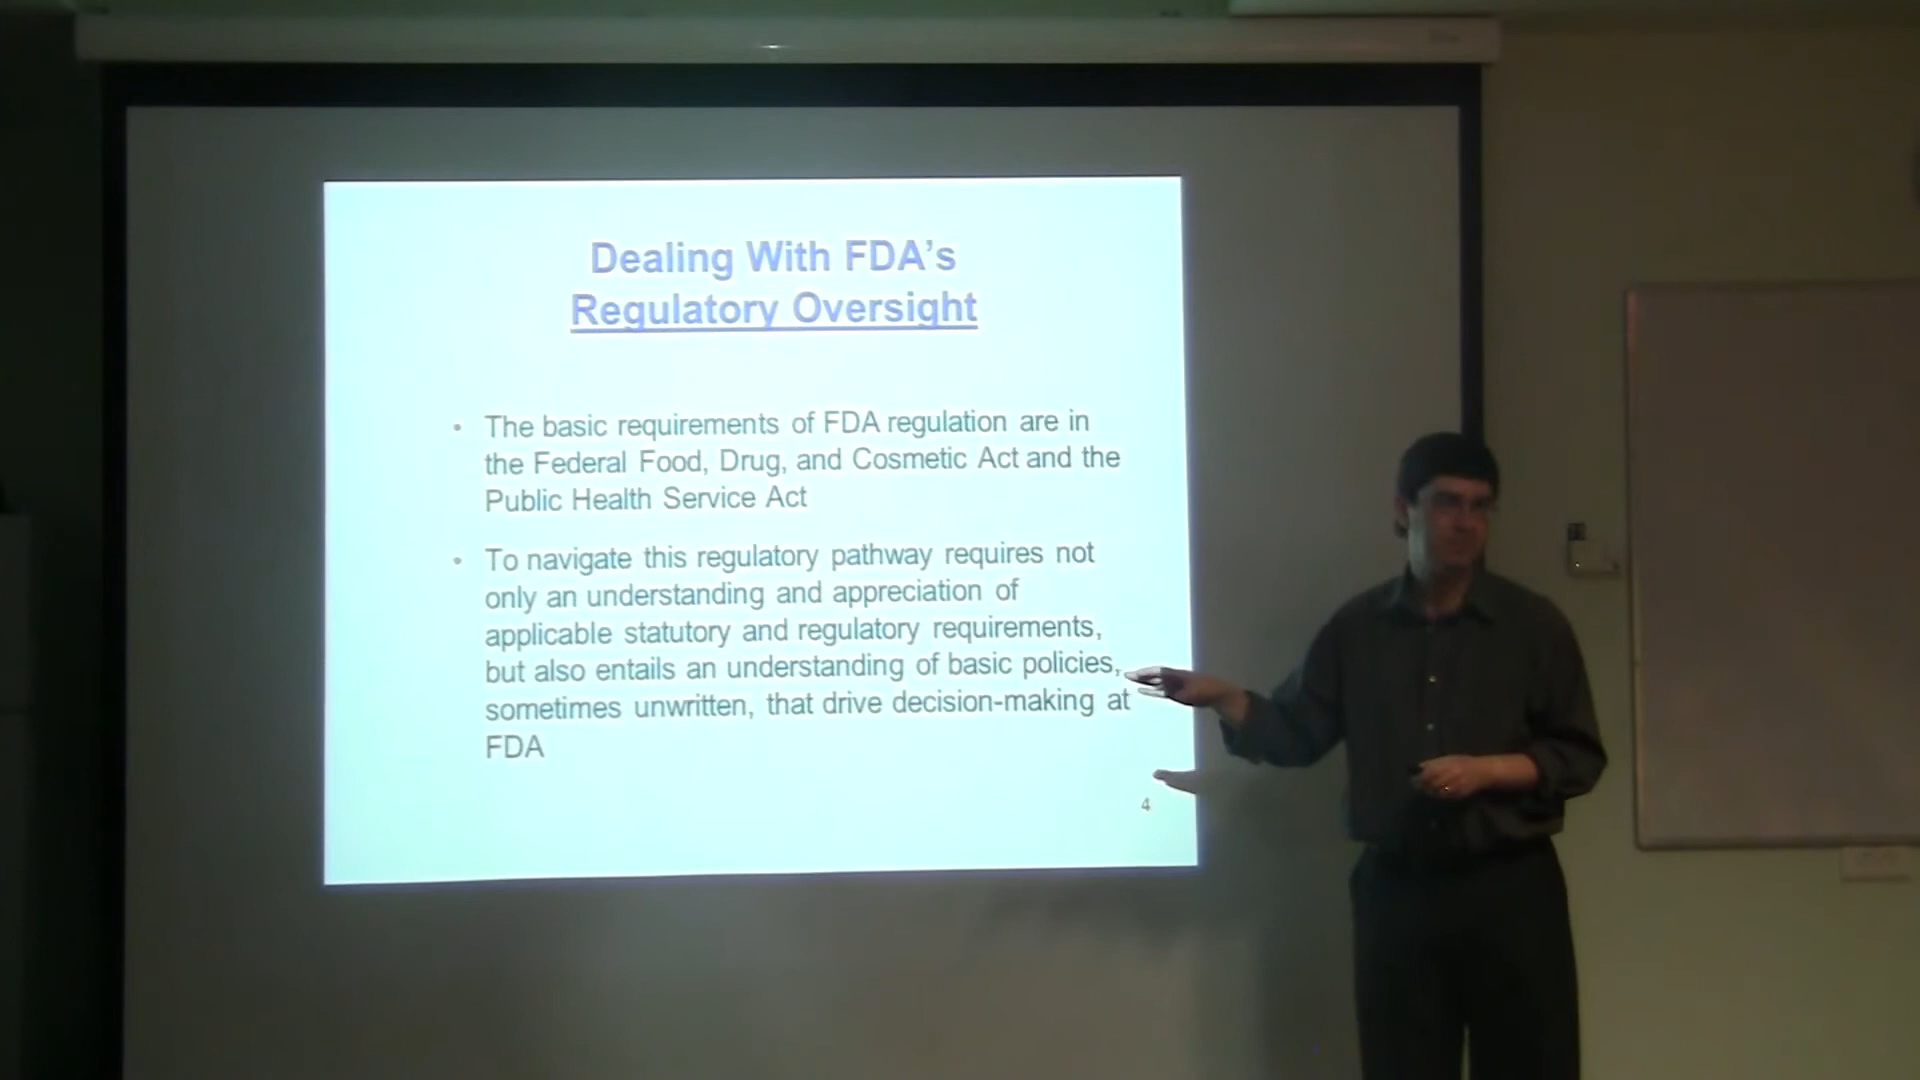 Dealing With FDA's
Regulatory Oversight
• The basic requirements of FDA regulation are in
the Federal Food, Drug, and Cosmetic Act and the
Public Health Service Act
• To navigate this regulatory pathway requires not
only an understanding and appreciation of
applicable statutory and regulatory requirements,
but also entails an understanding of basic policies,
sometimes unwritten, that drive decision-making at
FDA
4